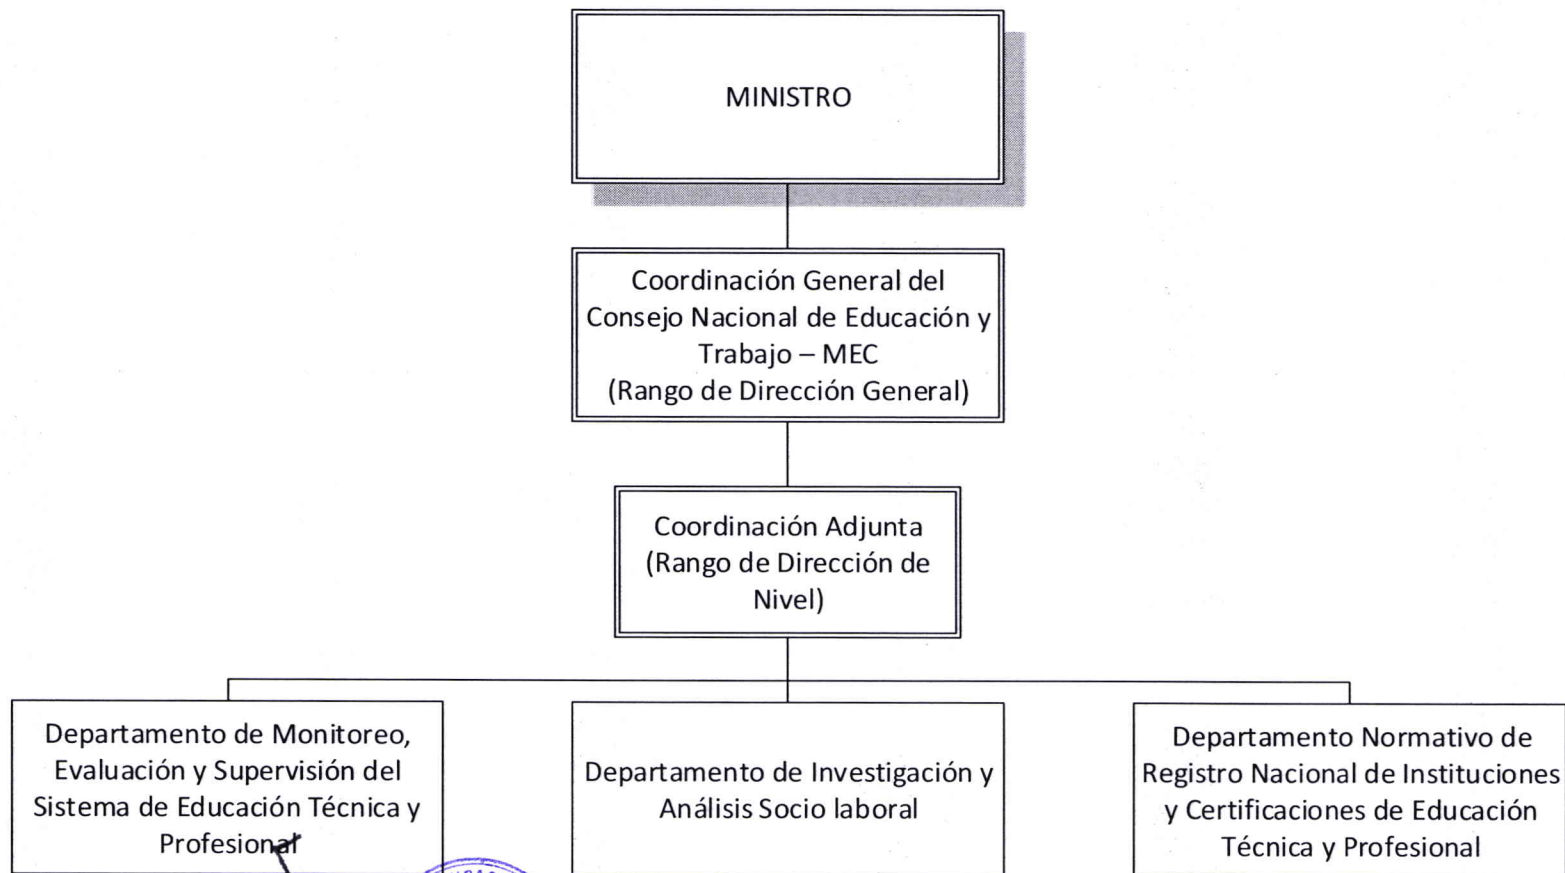 MINISTRO
Coordinación General del
Consejo Nacional de Educación y
Trabajo – MEC
(Rango de Dirección General)
Coordinación Adjunta
(Rango de Dirección de
Nivel)
Departamento de Monitoreo,
Evaluación y Supervisión del
Sistema de Educación Técnica y
Profesional
Departamento de Investigación y
Análisis Socio laboral
Departamento Normativo de
Registro Nacional de Instituciones
y Certificaciones de Educación
Técnica y Profesional